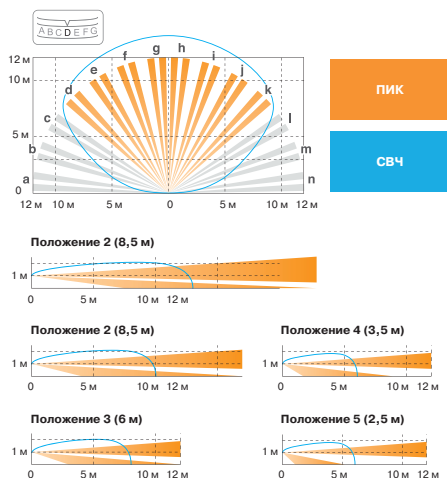 ABCDEFG
g h
f i
e j
d k
c l
b m
a n
12 м
10 м
5 м
0
12 м 10 м 5 м 0 5 м 10 м 12 м
ПИК
СВЧ
Положение 2 (8,5 м)
1 м
0 5 м 10 м 12 м
Положение 2 (8,5 м)
1 м
0 5 м 10 м 12 м
Положение 4 (3,5 м)
1 м
0 5 м 10 м 12 м
Положение 3 (6 м)
1 м
0 5 м 10 м 12 м
Положение 5 (2,5 м)
1 м
0 5 м 10 м 12 м